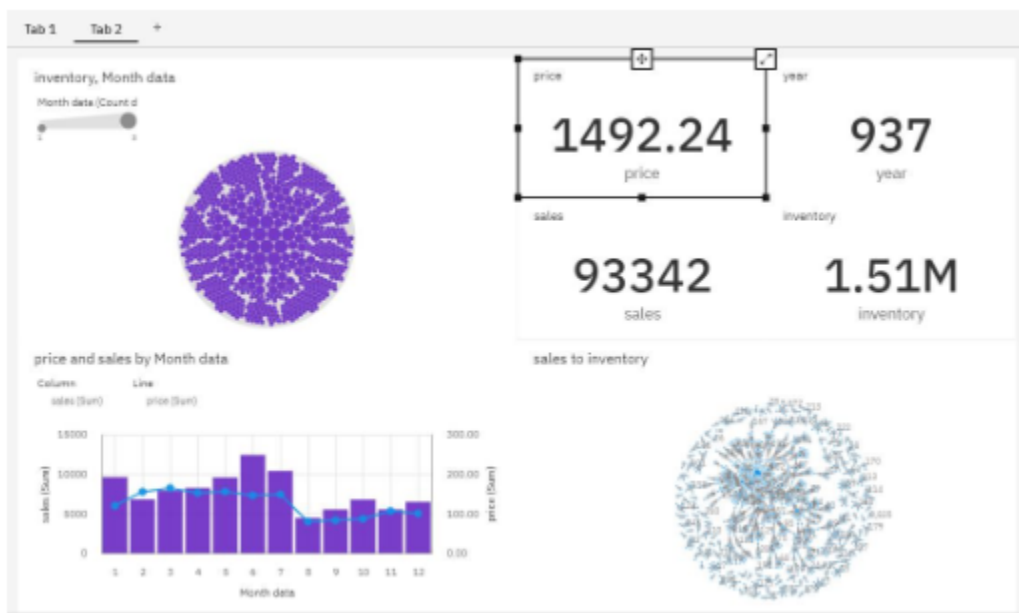 Tab 1 Tab 2 +
inventory, Month data
Month data (Count d
price
1492.24
price
year
937
year
sales
93342
sales
inventory
1.51M
inventory
price and sales by Month data
Column Line
sales (Sum) price (Sum)
15000 300.00
10000 200.00
5000 100.00
0 0.00
sales (Sum)
price (Sum)
1 2 3 4 5 6 7 8 9 10 11 12
Month data
sales to inventory